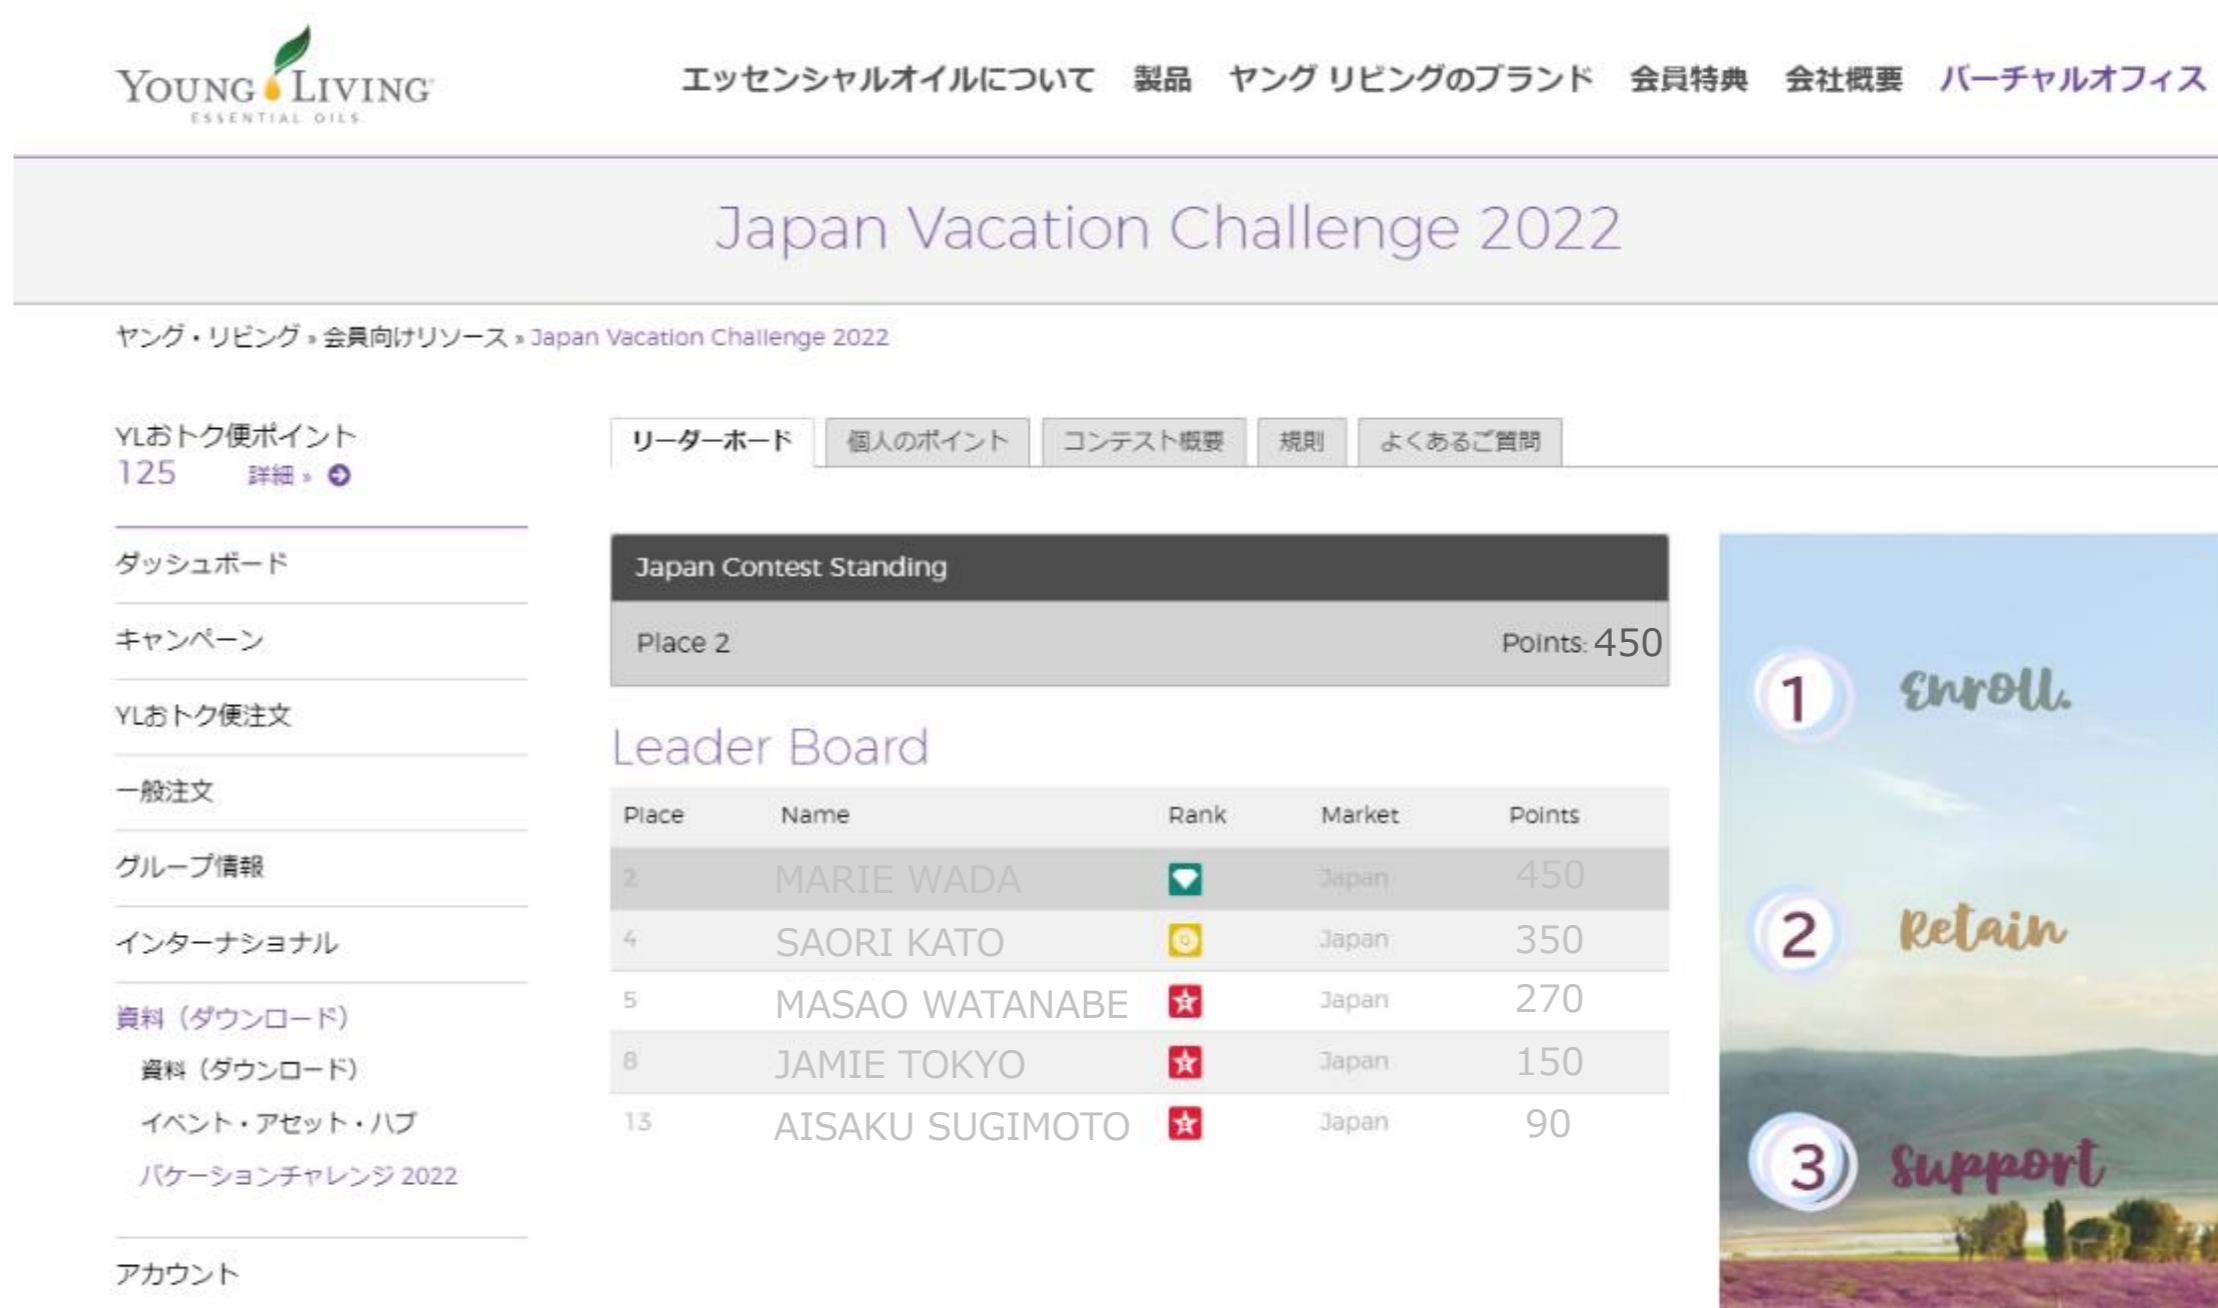 YOUNG LIVING
ESSENTIAL OILS
エッセンシャルオイルについて 製品 ヤング リビングのブランド 会員特典 会社概要 バーチャルオフィス
Japan Vacation Challenge 2022
ヤング・リビング » 会員向けリソース » Japan Vacation Challenge 2022
YLおトク便ポイント
125 詳細 »
ダッシュボード
キャンペーン
YLおトク便注文
一般注文
グループ情報
インターナショナル
資料（ダウンロード）
資料（ダウンロード）
イベント・アセット・ハブ
バケーションチャレンジ 2022
アカウント
リーダーボード 個人のポイント コンテスト概要 規則 よくあるご質問
Japan Contest Standing
Place 2 Points: 450
Leader Board
Place Name Rank Market Points
2 MARIE WADA Japan 450
4 SAORI KATO Japan 350
5 MASAO WATANABE Japan 270
8 JAMIE TOKYO Japan 150
13 AISAKU SUGIMOTO Japan 90
1 Enroll.
2 Retain
3 Support